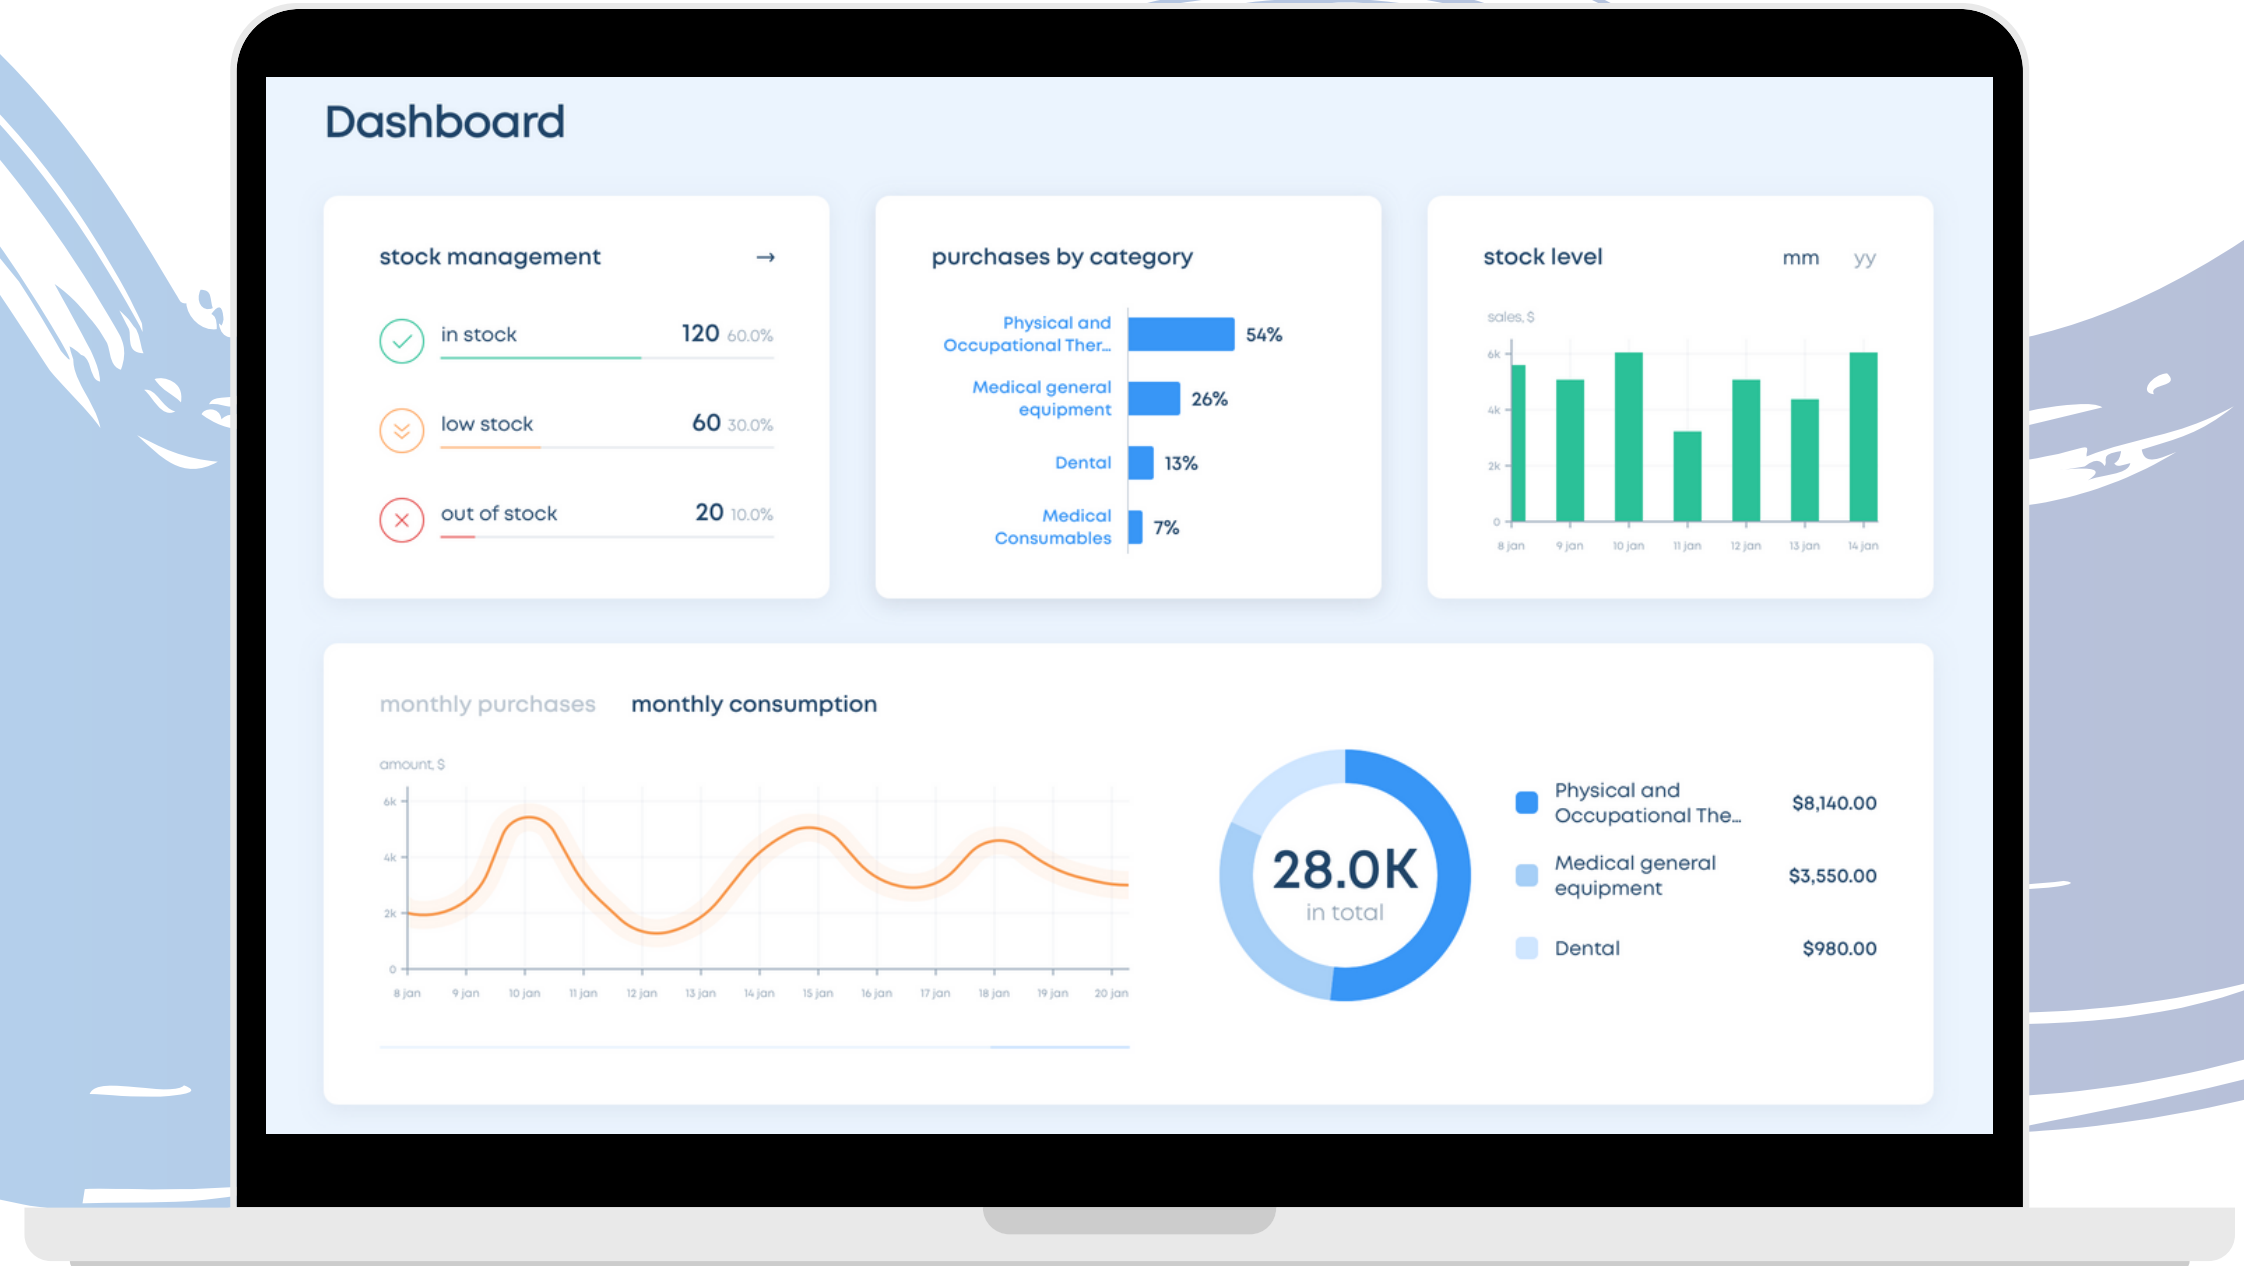 Dashboard
stock management →
in stock 120 60.0%
low stock 60 30.0%
out of stock 20 10.0%
purchases by category
Physical and
Occupational Ther... 54%
Medical general
equipment 26%
Dental 13%
Medical
Consumables 7%
stock level mm yy
sales, $
6k
4k
2k
0
8 jan 9 jan 10 jan 11 jan 12 jan 13 jan 14 jan
monthly purchases monthly consumption
amount, $
6k
4k
2k
0
8 jan 9 jan 10 jan 11 jan 12 jan 13 jan 14 jan 15 jan 16 jan 17 jan 18 jan 19 jan 20 jan
28.0K
in total
Physical and
Occupational The... $8,140.00
Medical general
equipment $3,550.00
Dental $980.00